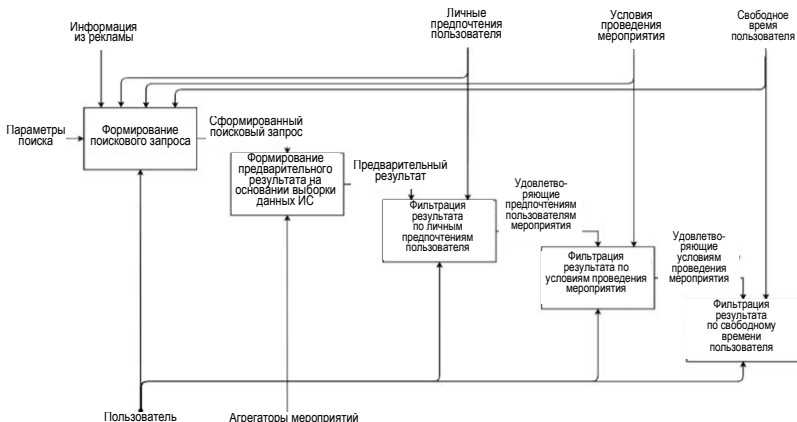 Информация
из рекламы
Личные
предпочтения
пользователя
Условия
проведения
мероприятия
Свободное
время
пользователя
Параметры
поиска
Формирование
поискового запроса
Сформированный
поисковый запрос
Формирование
предварительного
результата на
основании выборки
данных ИС
Предварительный
результат
Фильтрация
результата
по личным
предпочтениям
пользователя
Удовлетво-
ряющие
предпочтениям
пользователям
мероприятия
Фильтрация
результата по
условиям проведения
мероприятия
Удовлетво-
ряющие
условиям
проведения
мероприятия
Фильтрация
результата
по свободному
времени
пользователя
Пользователь
Агрегаторы мероприятий